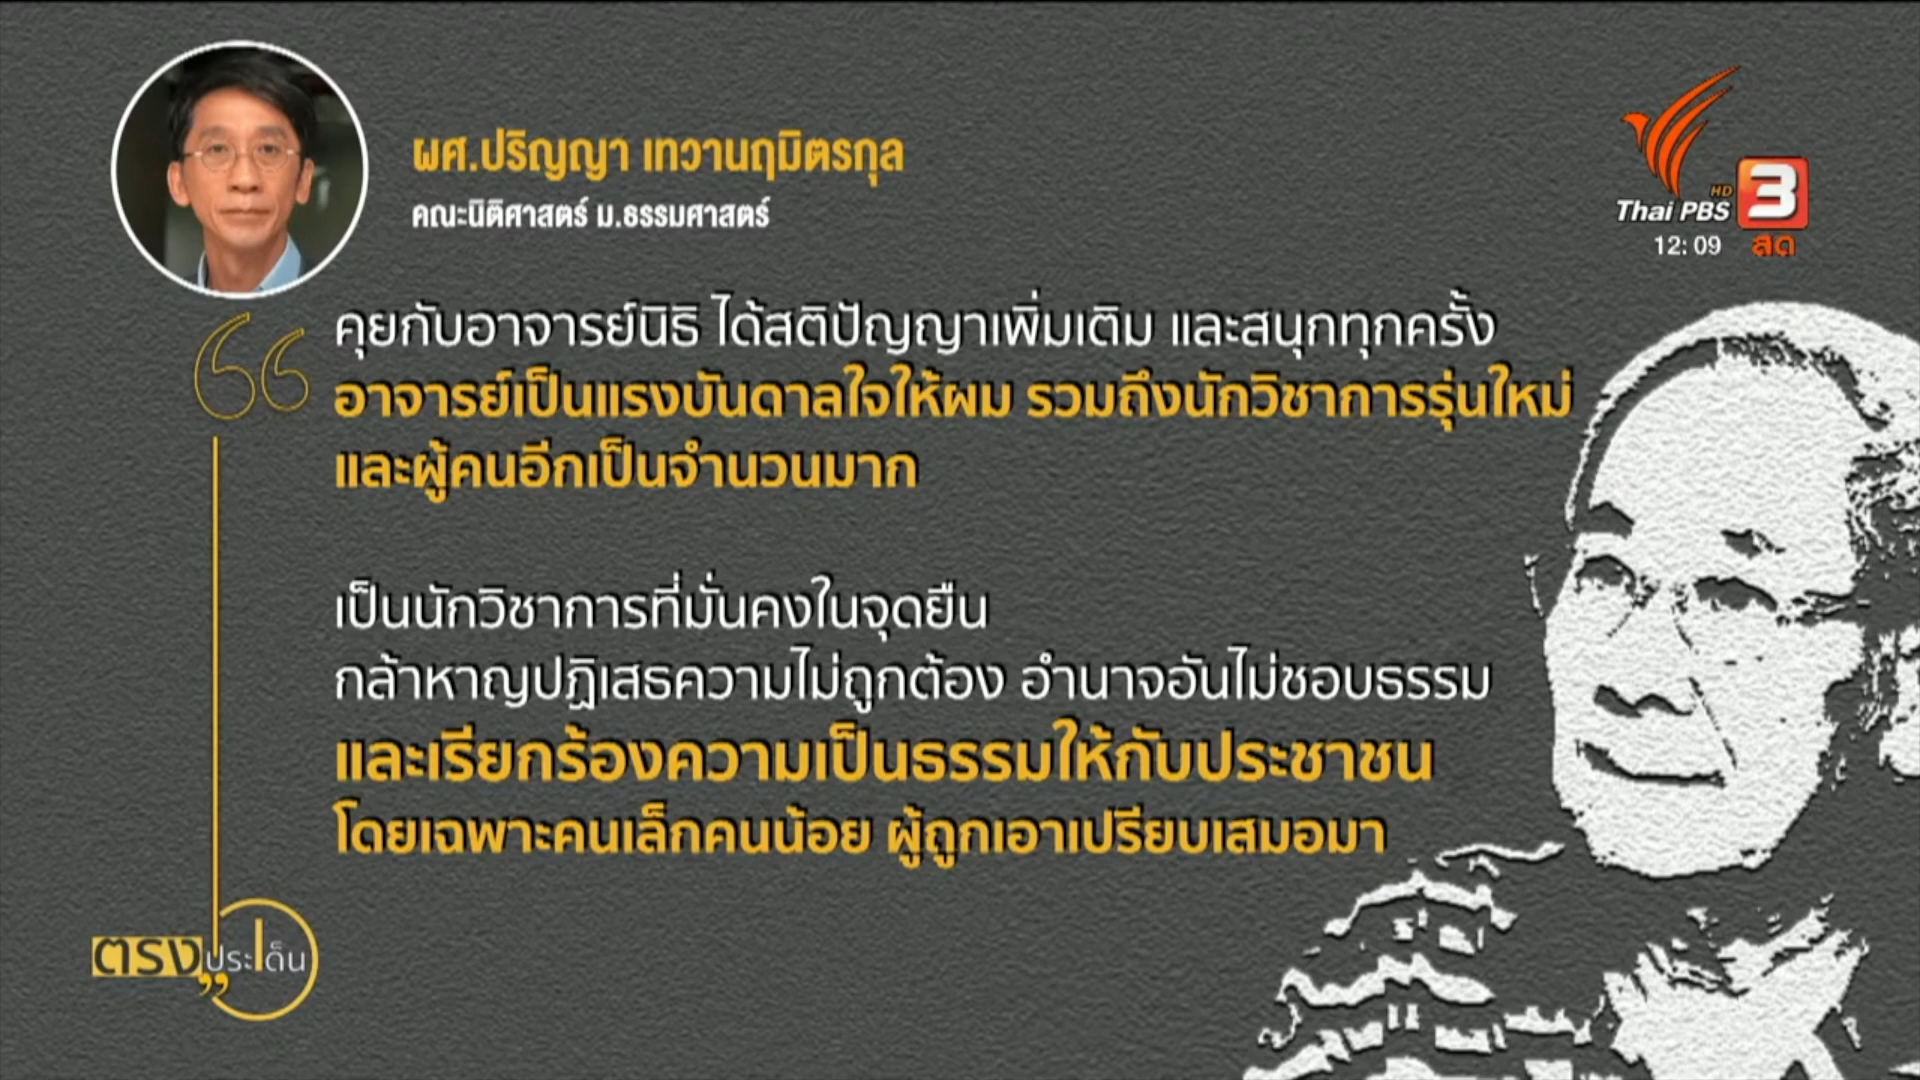 ผศ.ปริญญา เทวานฤมิตรกุล
คณะนิติศาสตร์ ม.ธรรมศาสตร์
HD
Thai PBS 3
12:09 สด
คุยกับอาจารย์นิธิ ได้สติปัญญาเพิ่มเติม และสนุกทุกครั้ง
อาจารย์เป็นแรงบันดาลใจให้ผม รวมถึงนักวิชาการรุ่นใหม่
และผู้คนอีกเป็นจำนวนมาก
เป็นนักวิชาการที่มั่นคงในจุดยืน
กล้าหาญปฏิเสธความไม่ถูกต้อง อำนาจอันไม่ชอบธรรม
และเรียกร้องความเป็นธรรมให้กับประชาชน
โดยเฉพาะคนเล็กคนน้อย ผู้ถูกเอาเปรียบเสมอมา
ตรงประเด็น